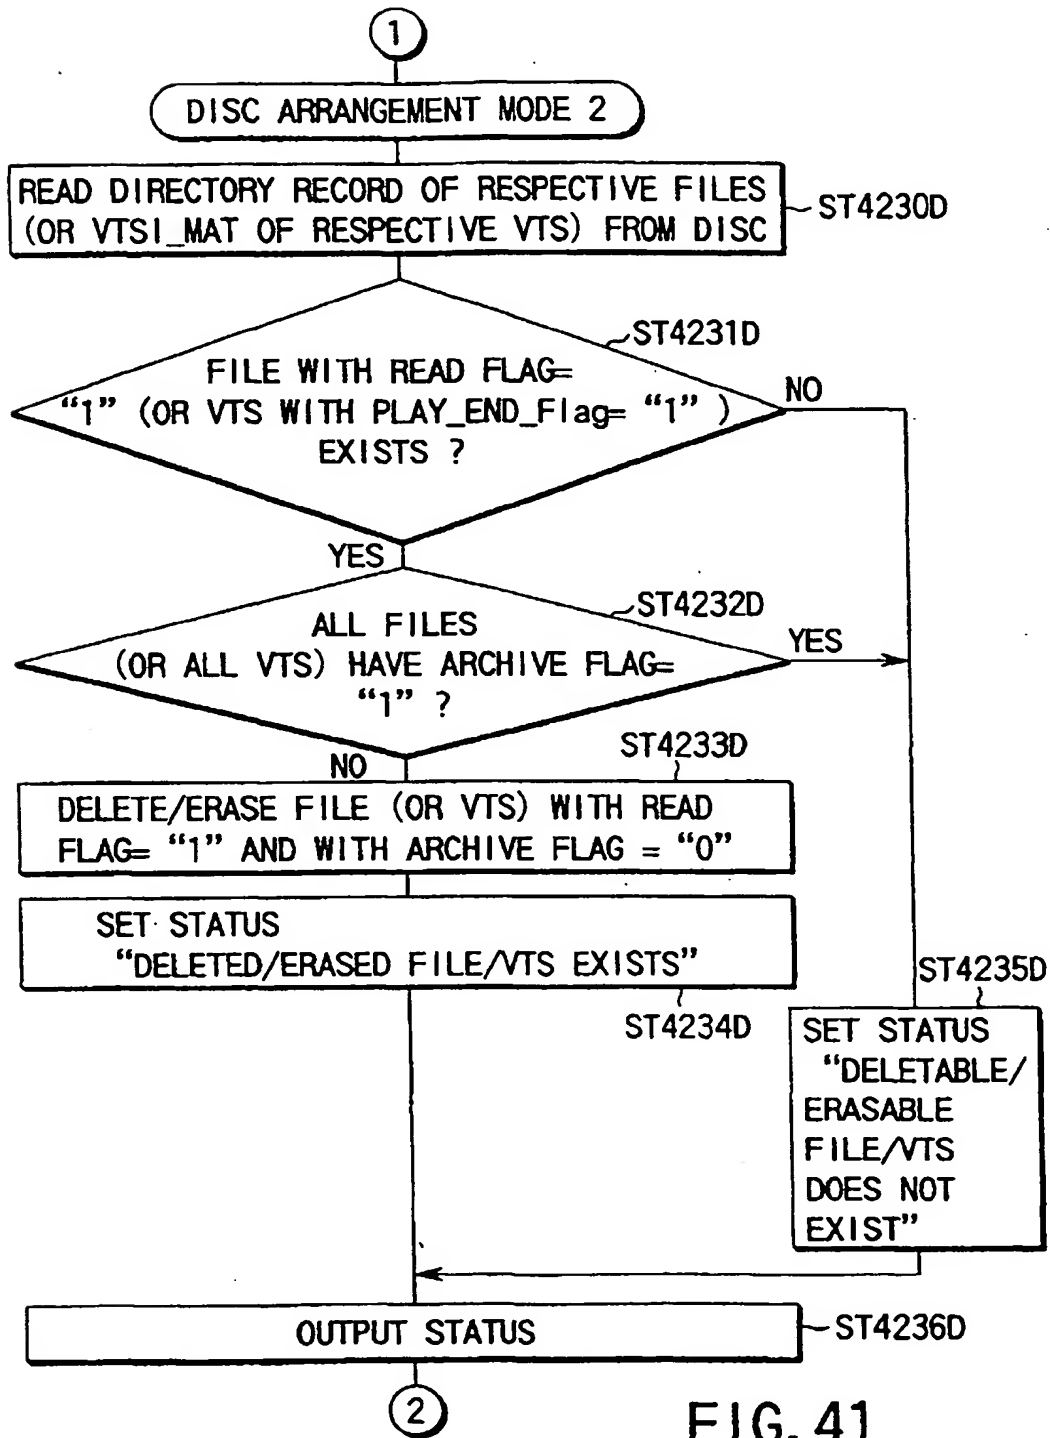 1
DISC ARRANGEMENT MODE 2
READ DIRECTORY RECORD OF RESPECTIVE FILES
(OR VTSI_MAT OF RESPECTIVE VTS) FROM DISC
ST4230D
ST4231D
FILE WITH READ FLAG=
“1” (OR VTS WITH PLAY_END_Flag= “1” )
EXISTS ?
NO
YES
ST4232D
ALL FILES
(OR ALL VTS) HAVE ARCHIVE FLAG=
“1” ?
YES
NO
ST4233D
DELETE/ERASE FILE (OR VTS) WITH READ
FLAG= “1” AND WITH ARCHIVE FLAG = “0”
SET STATUS
“DELETED/ERASED FILE/VTS EXISTS”
ST4234D
ST4235D
SET STATUS
“DELETABLE/
ERASABLE
FILE/VTS
DOES NOT
EXIST”
OUTPUT STATUS
ST4236D
2
FIG. 41